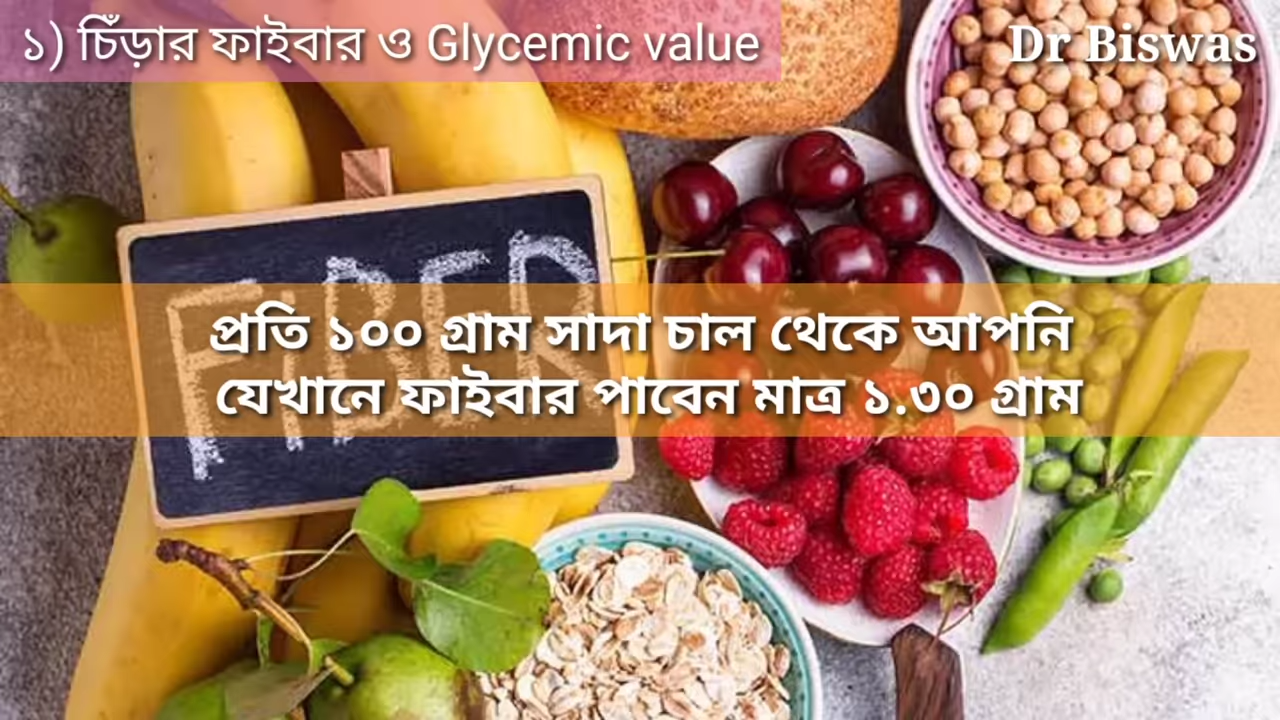 ১) চিঁড়ার ফাইবার ও Glycemic value
Dr Biswas
FiBER
প্রতি ১০০ গ্রাম সাদা চাল থেকে আপনি
যেখানে ফাইবার পাবেন মাত্র ১.৩০ গ্রাম